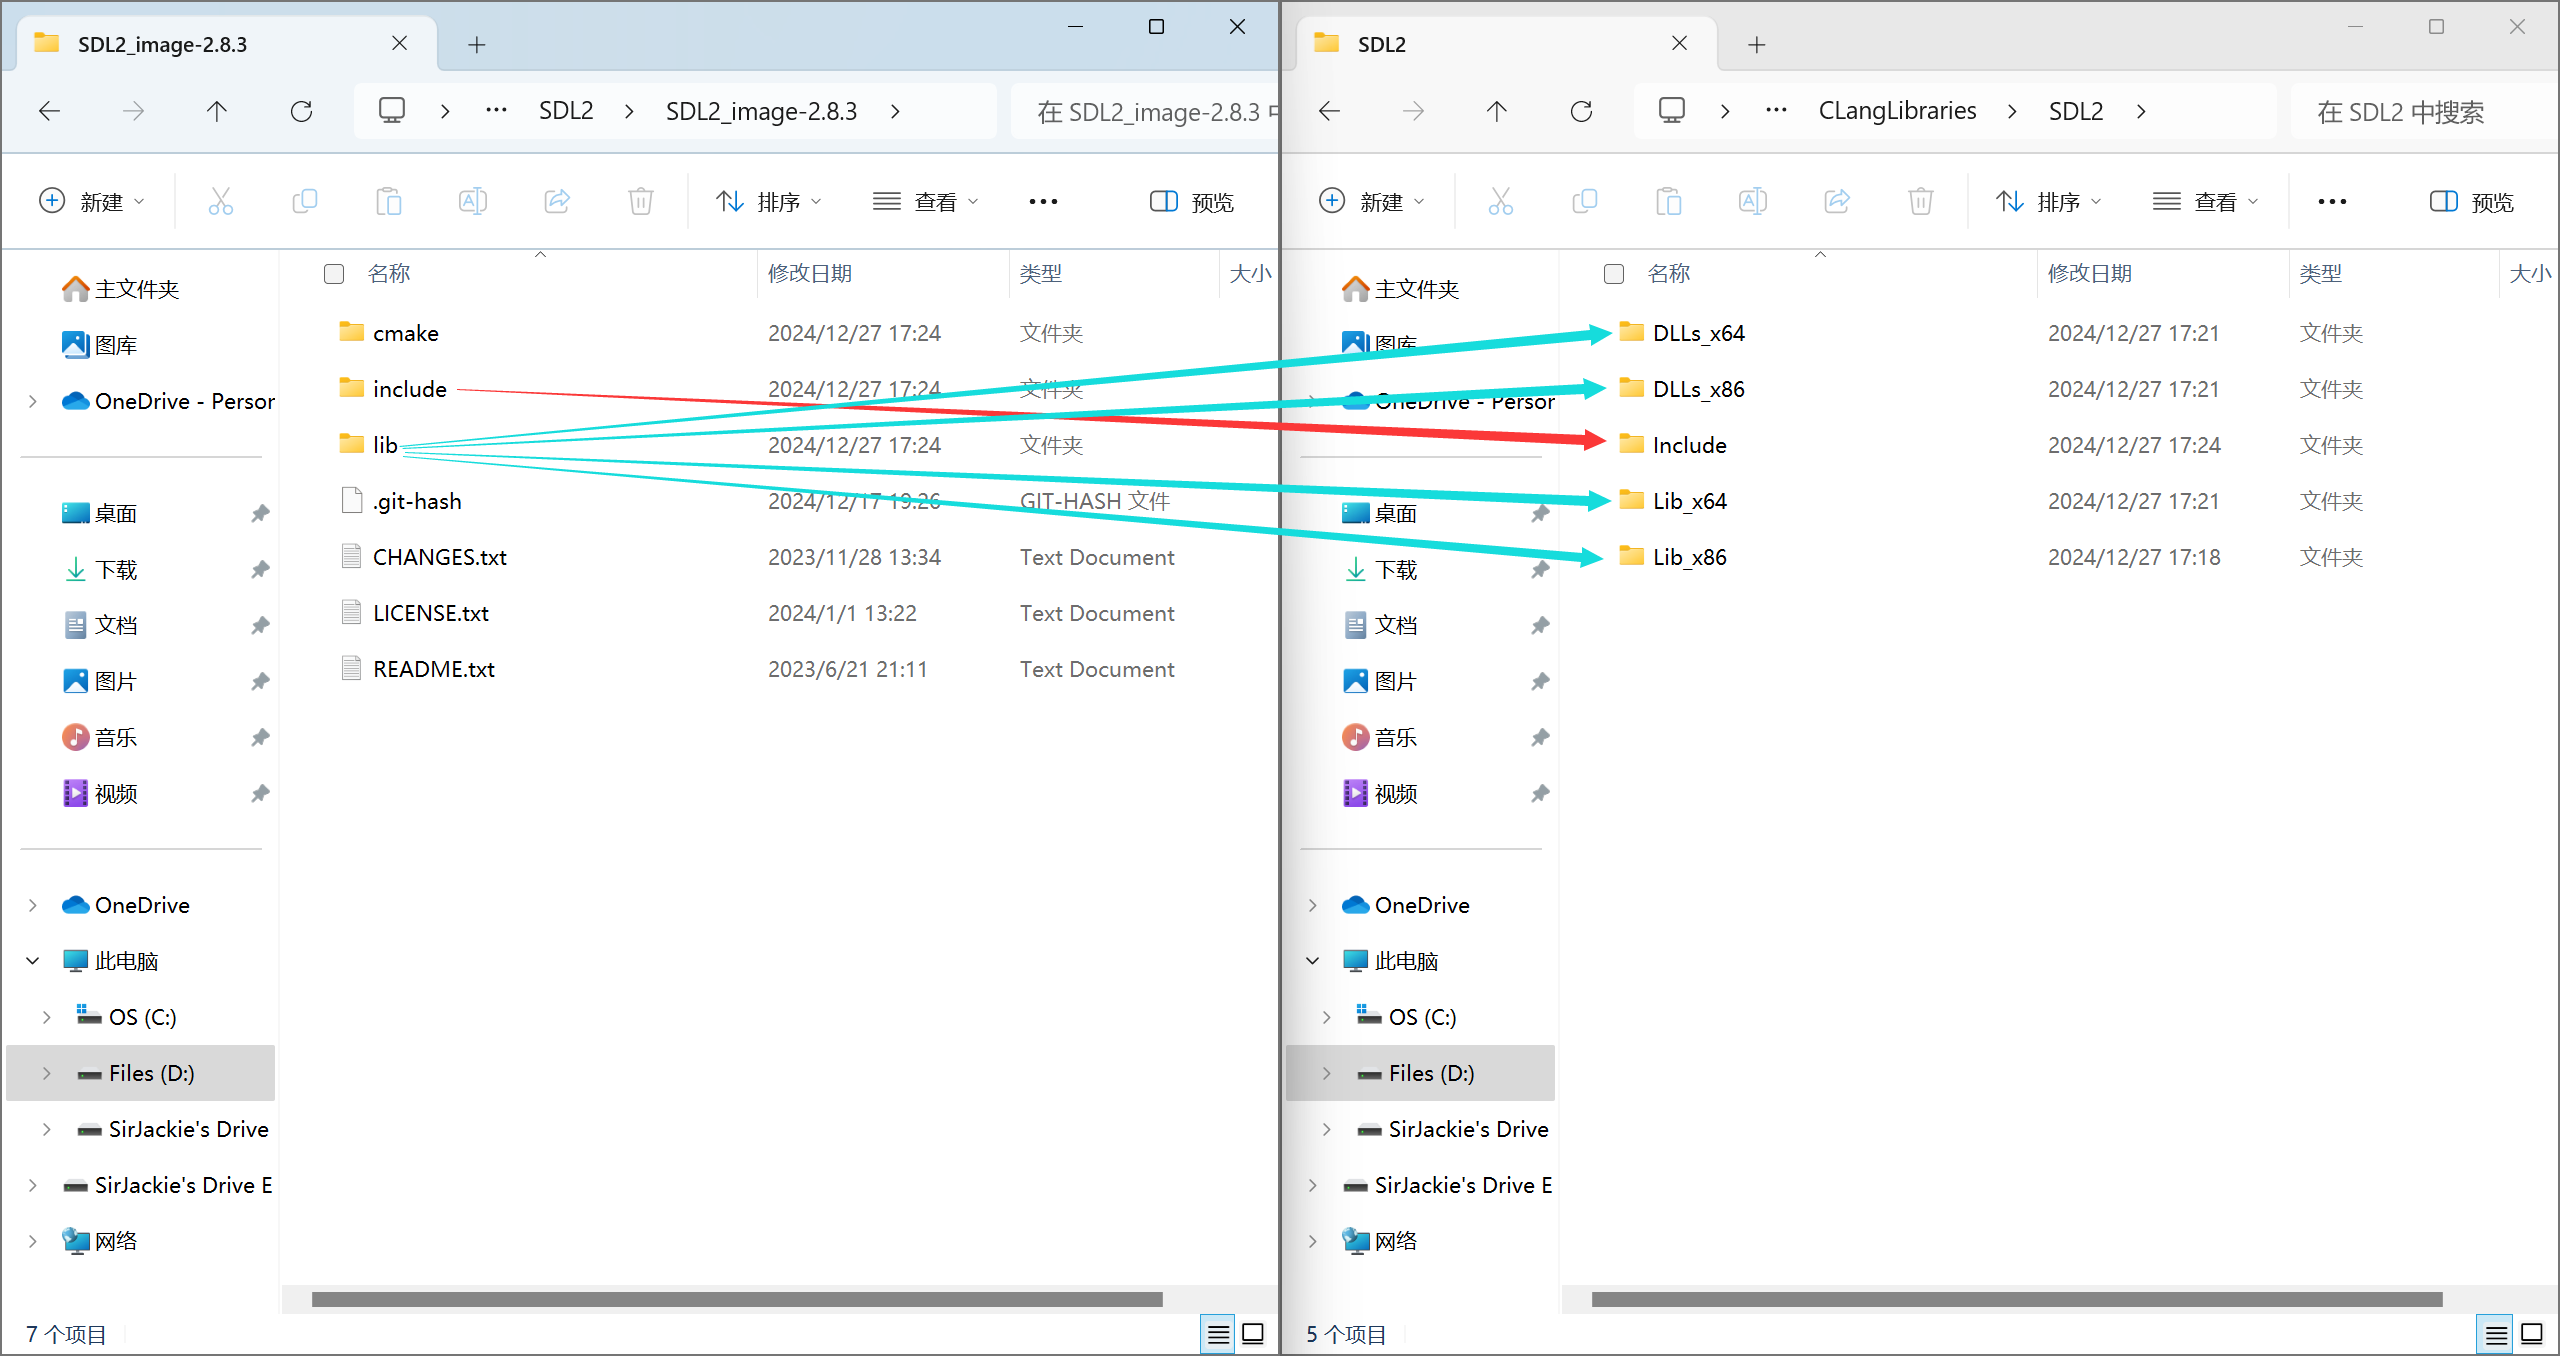 SDL2_image-2.8.3
SDL2 SDL2_image-2.8.3
在 SDL2_image-2.8.3 中
新建 排序 查看 预览
主文件夹
图库
OneDrive - Persor
桌面
下载
文档
图片
音乐
视频
OneDrive
此电脑
OS (C:)
Files (D:)
SirJackie's Drive
SirJackie's Drive E
网络
名称 修改日期 类型 大小
cmake 2024/12/27 17:24 文件夹
include 2024/12/27 17:24 文件夹
lib 2024/12/27 17:24 文件夹
.git-hash 2024/12/17 19:26 GIT-HASH 文件
CHANGES.txt 2023/11/28 13:34 Text Document
LICENSE.txt 2024/1/1 13:22 Text Document
README.txt 2023/6/21 21:11 Text Document
7 个项目
SDL2
CLangLibraries SDL2
在 SDL2 中搜索
新建 排序 查看 预览
主文件夹
图库
OneDrive - Persor
桌面
下载
文档
图片
音乐
视频
OneDrive
此电脑
OS (C:)
Files (D:)
SirJackie's Drive
SirJackie's Drive E
网络
名称 修改日期 类型 大小
DLLs_x64 2024/12/27 17:21 文件夹
DLLs_x86 2024/12/27 17:21 文件夹
Include 2024/12/27 17:24 文件夹
Lib_x64 2024/12/27 17:21 文件夹
Lib_x86 2024/12/27 17:18 文件夹
5 个项目